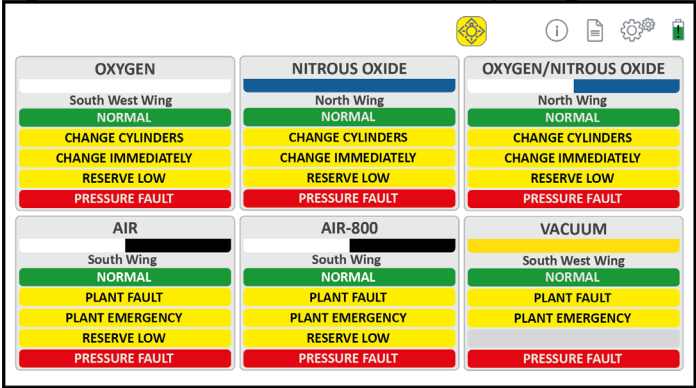 OXYGEN
South West Wing
NORMAL
CHANGE CYLINDERS
CHANGE IMMEDIATELY
RESERVE LOW
PRESSURE FAULT
NITROUS OXIDE
North Wing
NORMAL
CHANGE CYLINDERS
CHANGE IMMEDIATELY
RESERVE LOW
PRESSURE FAULT
OXYGEN/NITROUS OXIDE
North Wing
NORMAL
CHANGE CYLINDERS
CHANGE IMMEDIATELY
RESERVE LOW
PRESSURE FAULT
AIR
South Wing
NORMAL
PLANT FAULT
PLANT EMERGENCY
RESERVE LOW
PRESSURE FAULT
AIR-800
South Wing
NORMAL
PLANT FAULT
PLANT EMERGENCY
RESERVE LOW
PRESSURE FAULT
VACUUM
South West Wing
NORMAL
PLANT FAULT
PLANT EMERGENCY
PRESSURE FAULT